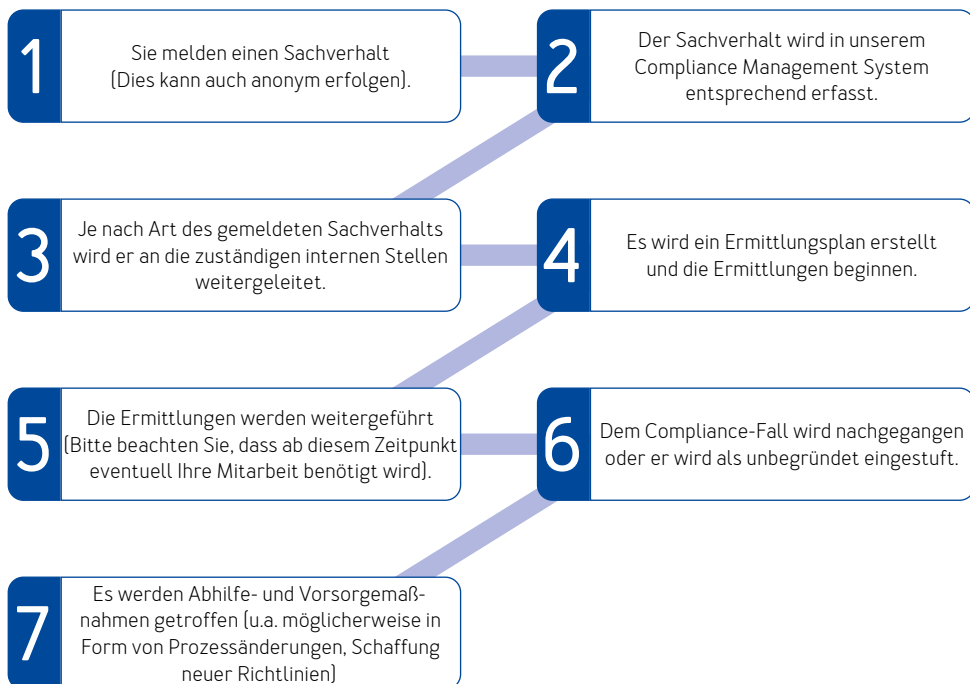 1
Sie melden einen Sachverhalt
(Dies kann auch anonym erfolgen).
2
Der Sachverhalt wird in unserem
Compliance Management System
entsprechend erfasst.
3
Je nach Art des gemeldeten Sachverhalts
wird er an die zuständigen internen Stellen
weitergeleitet.
4
Es wird ein Ermittlungsplan erstellt
und die Ermittlungen beginnen.
5
Die Ermittlungen werden weitergeführt
(Bitte beachten Sie, dass ab diesem Zeitpunkt
eventuell Ihre Mitarbeit benötigt wird).
6
Dem Compliance-Fall wird nachgegangen
oder er wird als unbegründet eingestuft.
7
Es werden Abhilfe- und Vorsorgemaß-
nahmen getroffen (u.a. möglicherweise in
Form von Prozessänderungen, Schaffung
neuer Richtlinien)